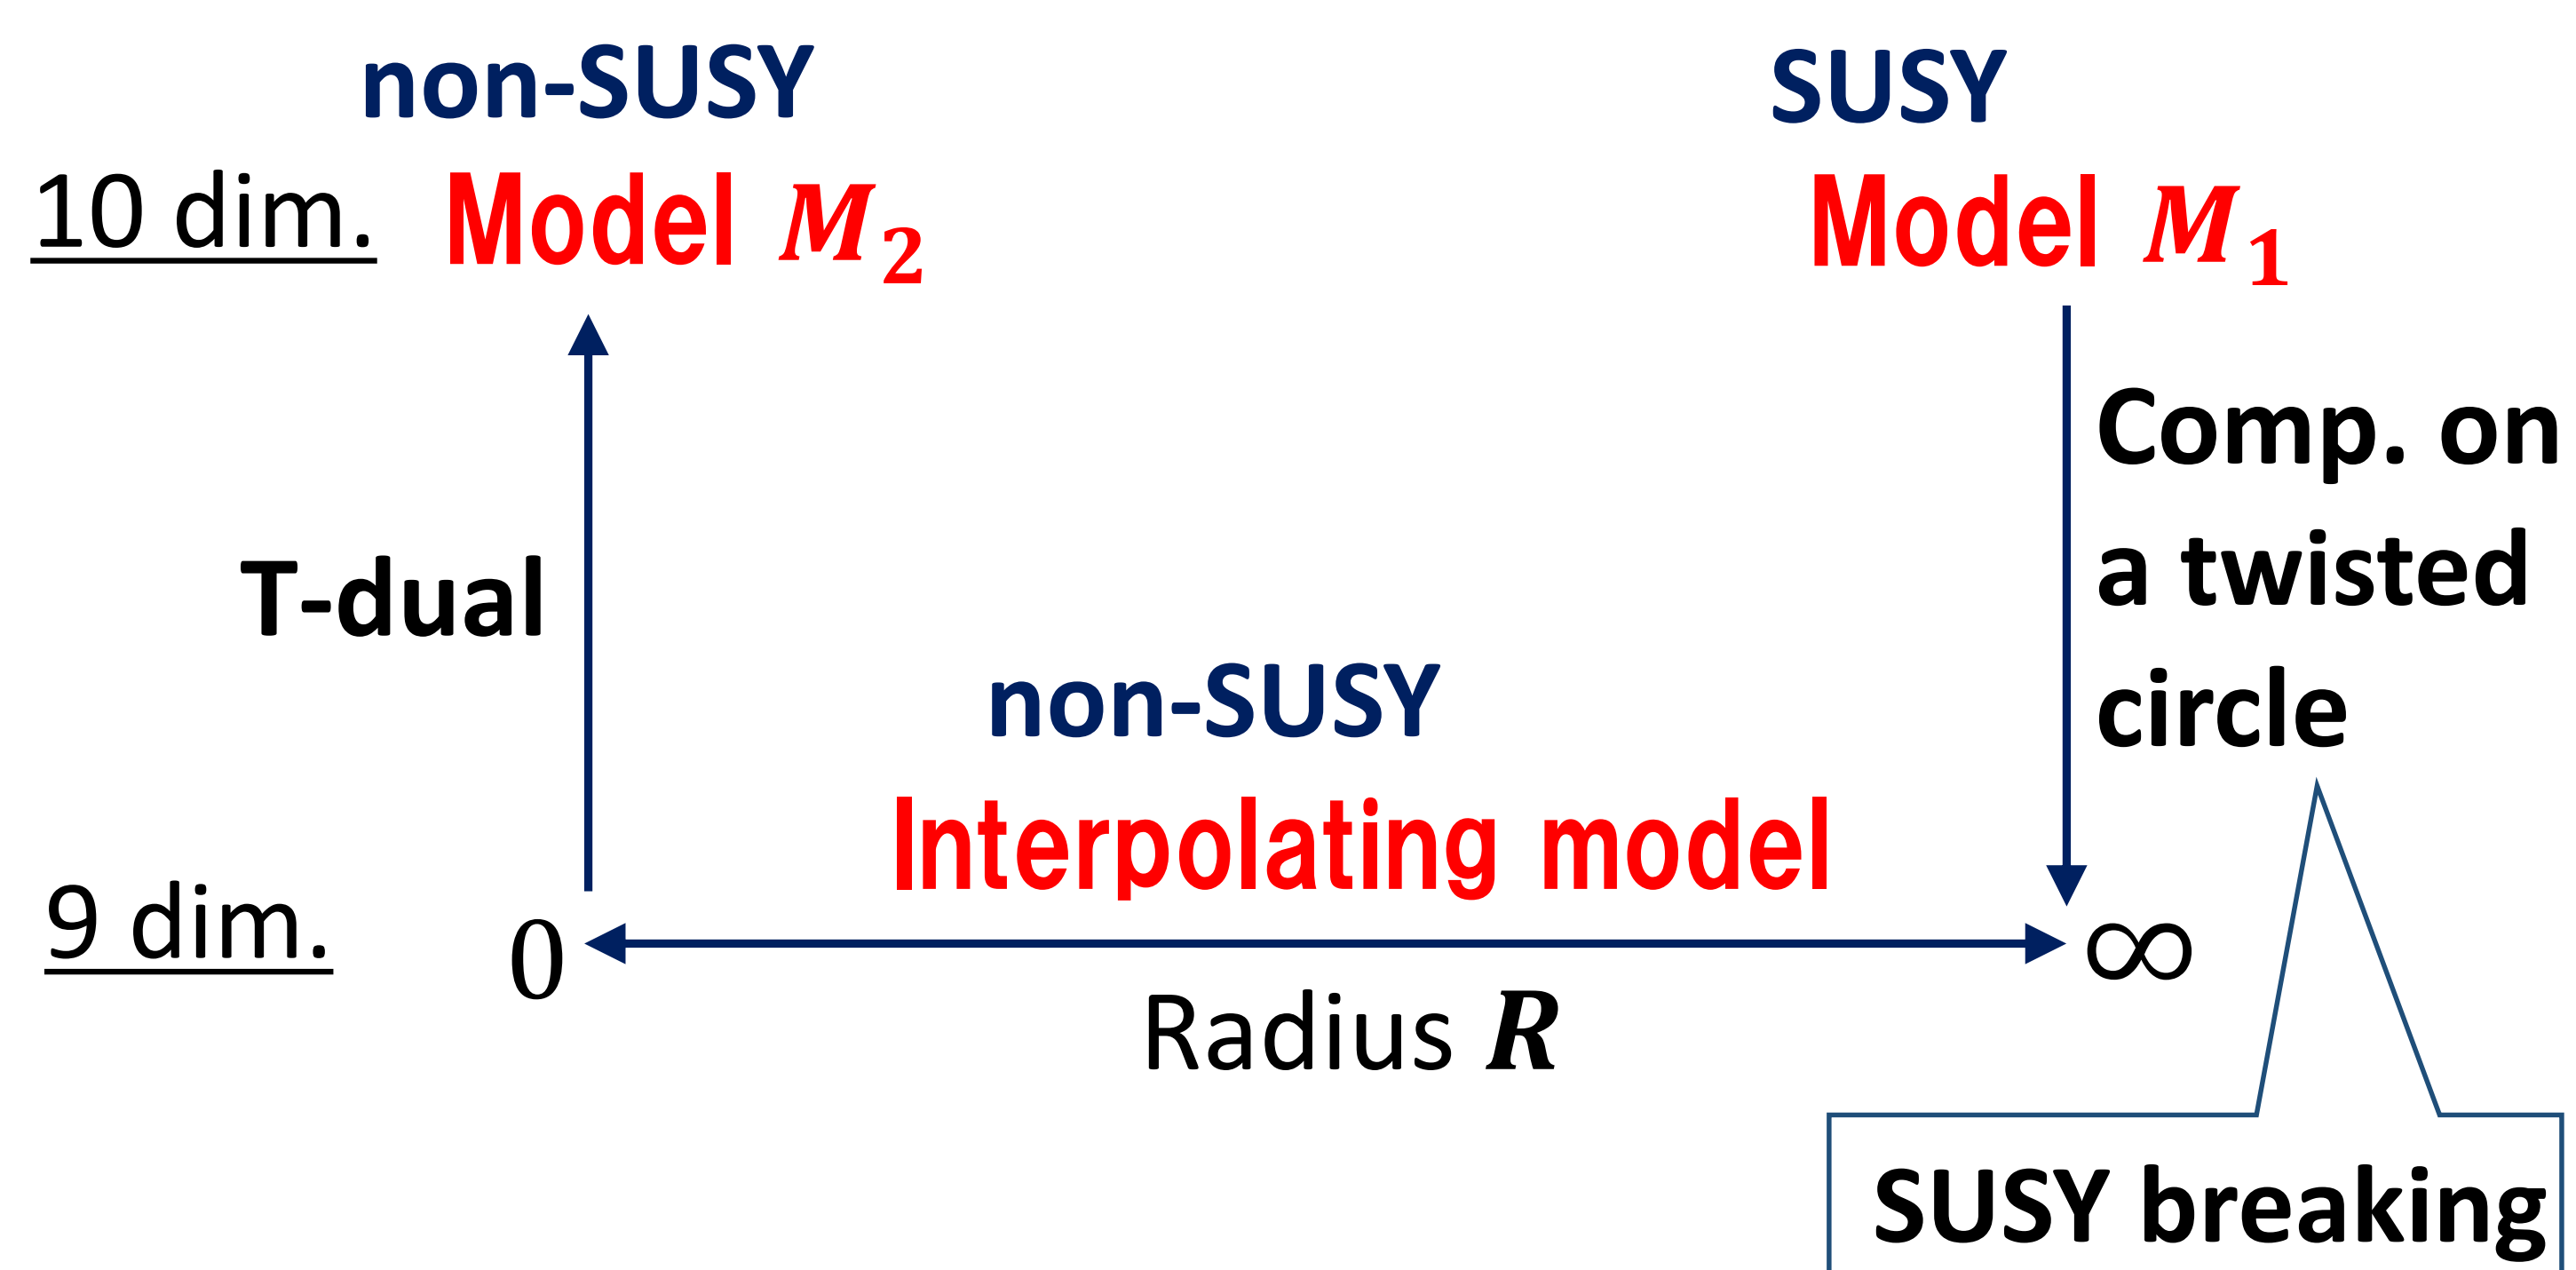 non-SUSY
SUSY
10 dim.
Model M₂
Model M₁
Comp. on
a twisted
circle
T-dual
non-SUSY
Interpolating model
9 dim.
0
∞
Radius R
SUSY breaking